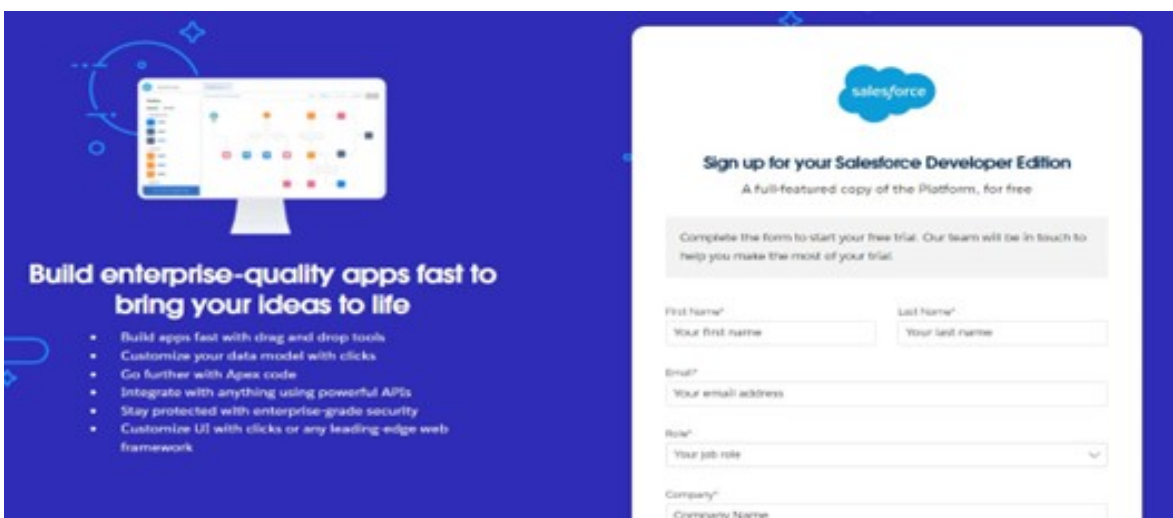 Build enterprise-quality apps fast to
bring your ideas to life
Build apps fast with drag and drop tools
Customize your data model with clicks
Go further with Apex code
Integrate with anything using powerful APIs
Stay protected with enterprise-grade security
Customize UI with clicks or any leading-edge web
framework
salesforce
Sign up for your Salesforce Developer Edition
A full-featured copy of the Platform, for free
Complete the form to start your free trial. Our team will be in touch to
help you make the most of your trial.
First Name* Last Name*
Your first name Your last name
Email*
Your email address
Role*
Your job role
Company*
Company Name